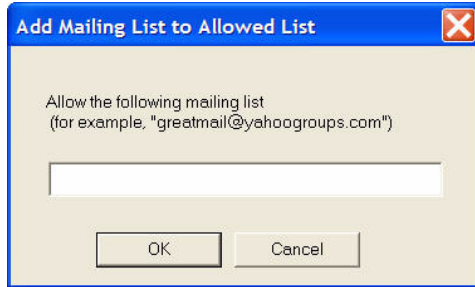 Add Mailing List to Allowed List
Allow the following mailing list
(for example, "greatmail@yahoogroups.com")
OK
Cancel